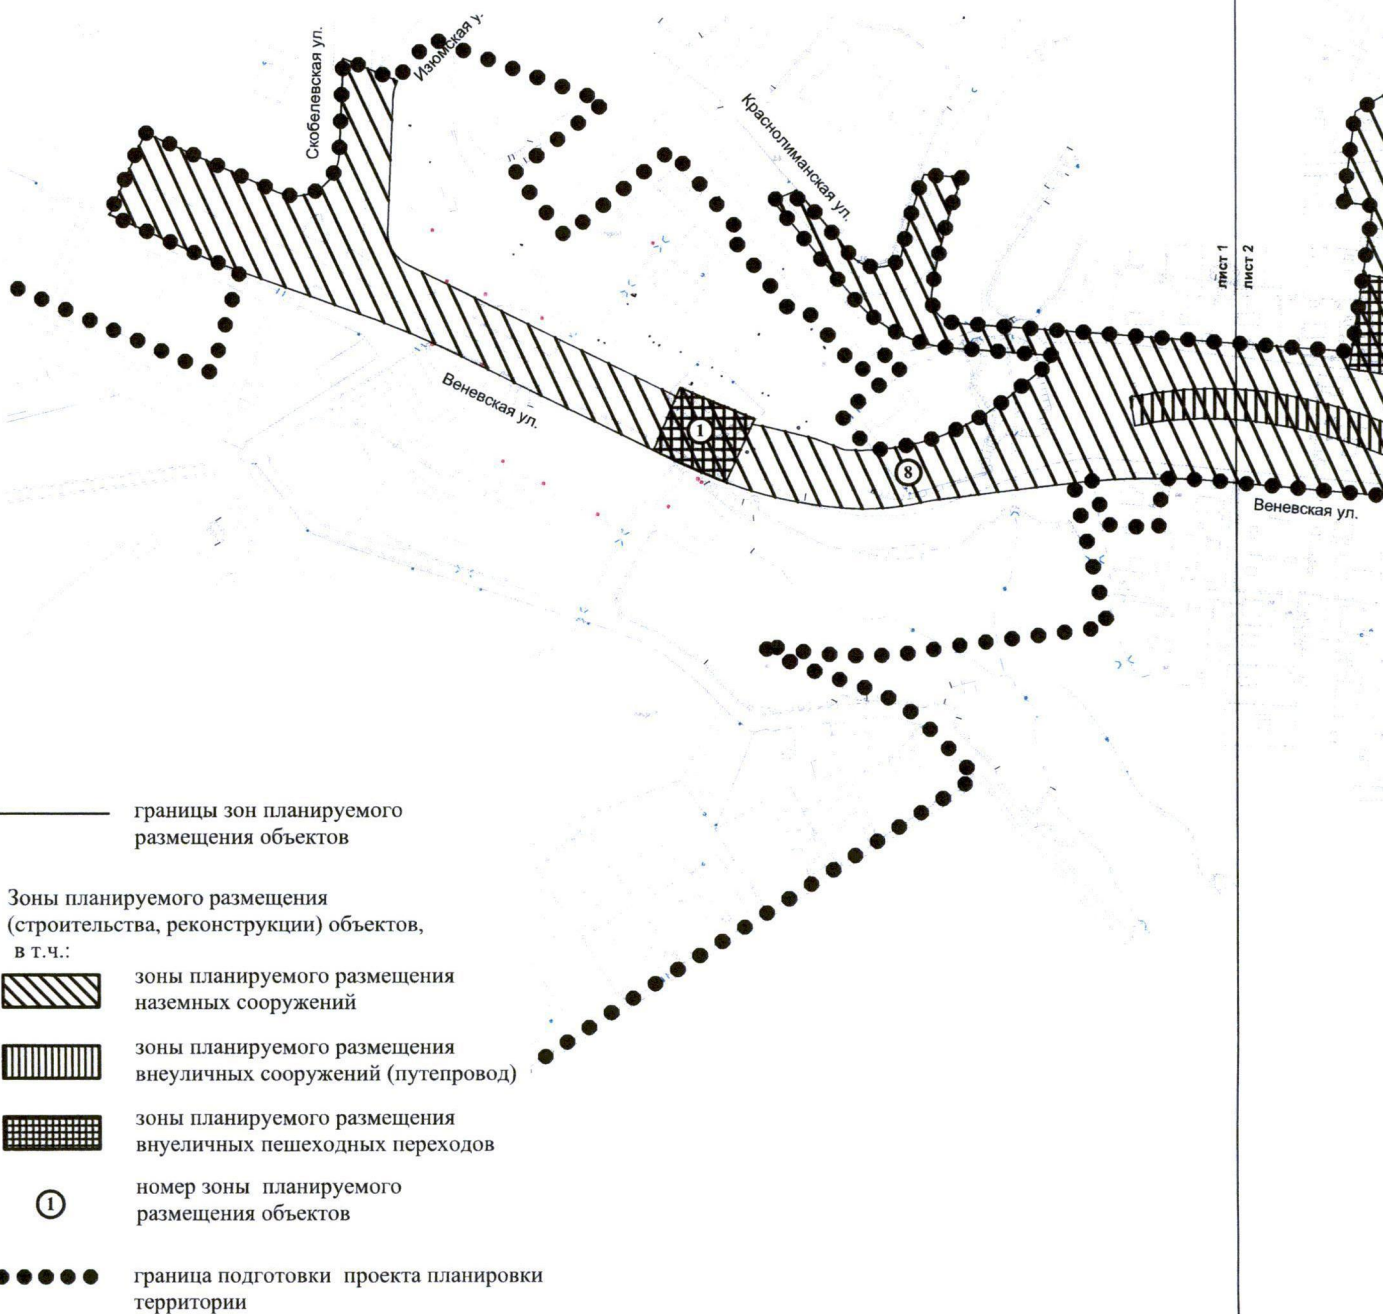 Скобелевская ул.
Изюмская у
Краснолиманская ул.
лист 1
лист 2
Веневская ул.
1
8
Веневская ул.
границы зон планируемого
размещения объектов
Зоны планируемого размещения
(строительства, реконструкции) объектов,
в т.ч.:
зоны планируемого размещения
наземных сооружений
зоны планируемого размещения
внеуличных сооружений (путепровод)
зоны планируемого размещения
внуеличных пешеходных переходов
1
номер зоны планируемого
размещения объектов
граница подготовки проекта планировки
территории